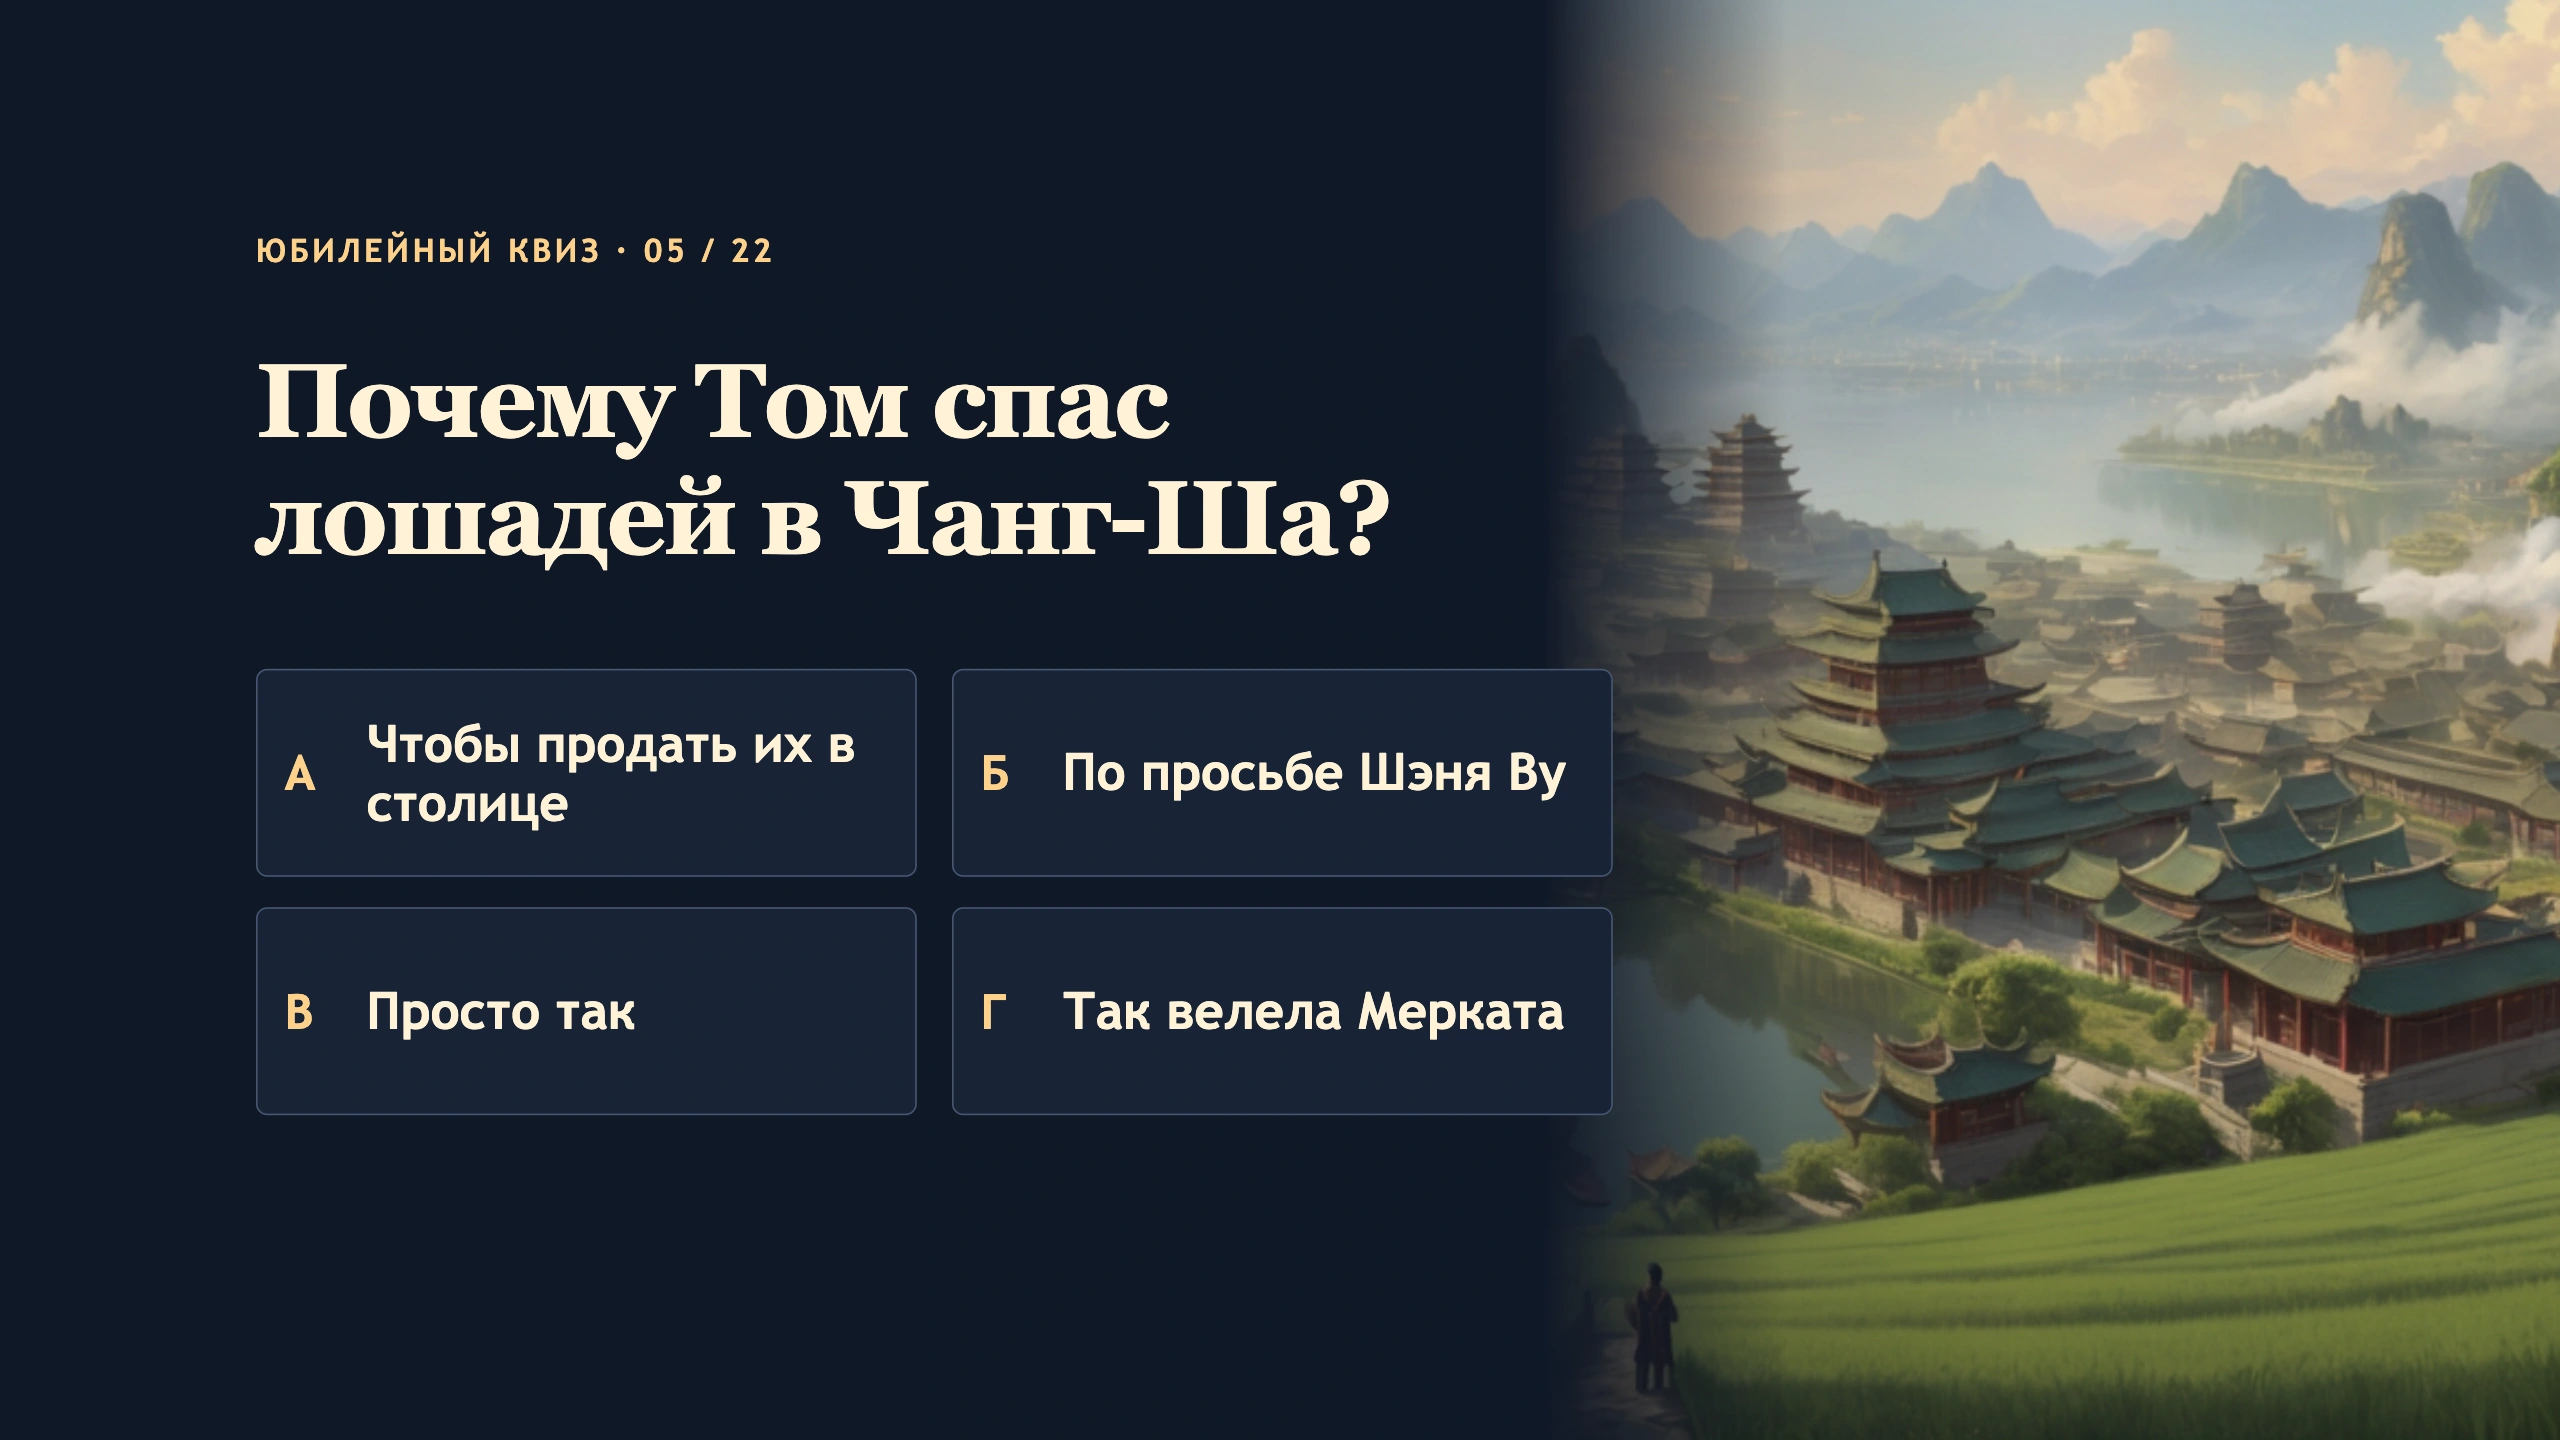 ЮБИЛЕЙНЫЙ КВИЗ · 05 / 22
Почему Том спас
лошадей в Чанг-Ша?
А Чтобы продать их в
столице
Б По просьбе Шэня Ву
В Просто так
Г Так велела Мерката